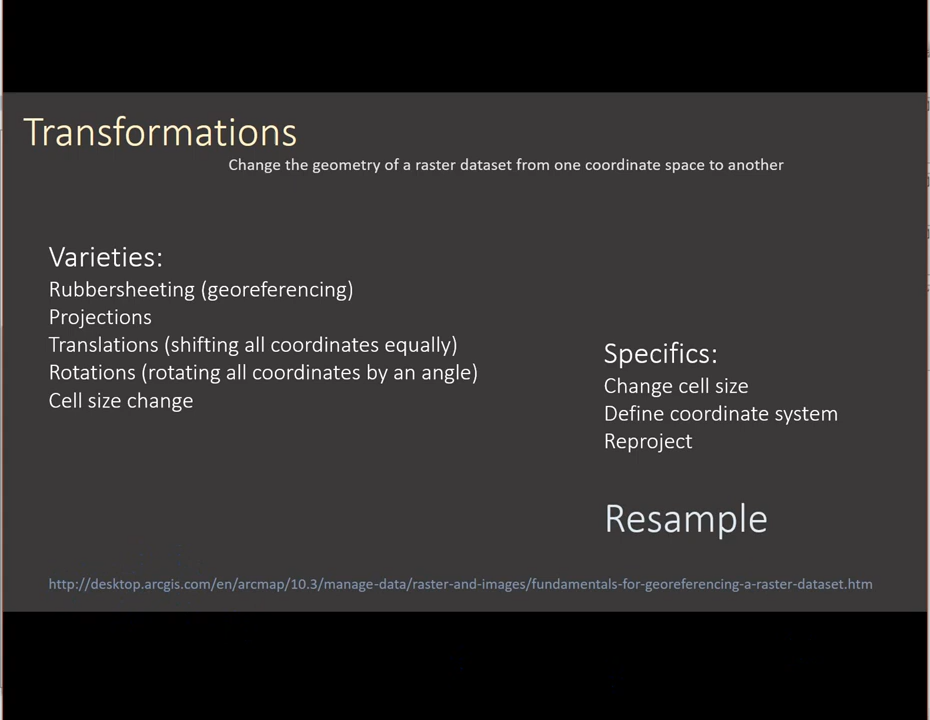 Transformations
Change the geometry of a raster dataset from one coordinate space to another
Varieties:
Rubbersheeting (georeferencing)
Projections
Translations (shifting all coordinates equally)
Rotations (rotating all coordinates by an angle)
Cell size change
Specifics:
Change cell size
Define coordinate system
Reproject
Resample
http://desktop.arcgis.com/en/arcmap/10.3/manage-data/raster-and-images/fundamentals-for-georeferencing-a-raster-dataset.htm